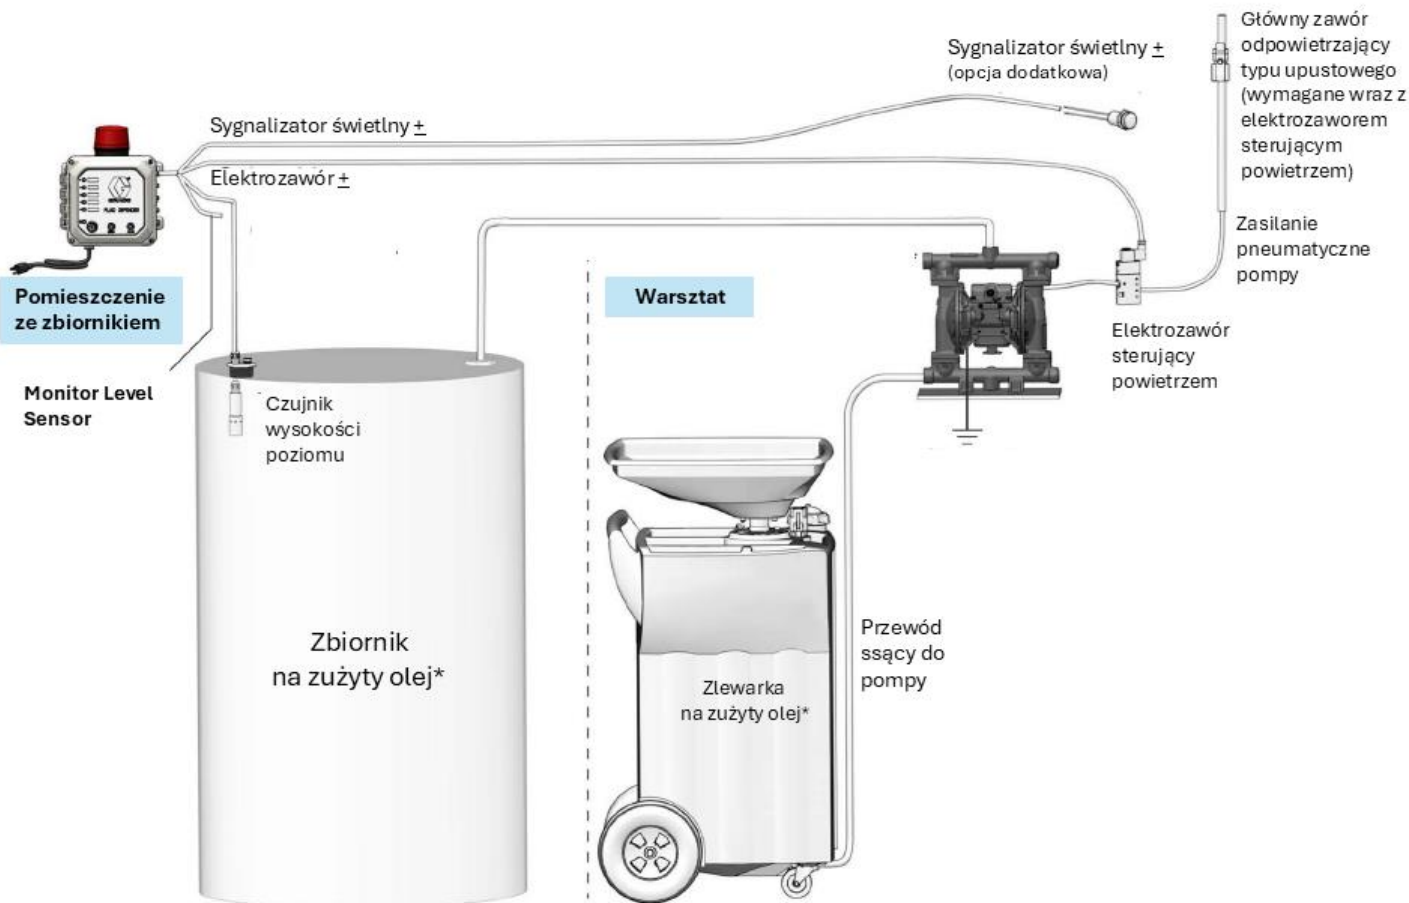 Główny zawór
odpowietrzający
typu upustowego
(wymagane wraz z
elektrozaworem
sterującym
powietrzem)
Sygnalizator świetlny ±
(opcja dodatkowa)
Sygnalizator świetlny ±
Elektrozawór ±
FLUID DEFENDER
Zasilanie
pneumatyczne
pompy
Pomieszczenie
ze zbiornikiem
Warsztat
Elektrozawór
sterujący
powietrzem
Monitor Level
Sensor
Czujnik
wysokości
poziomu
Zbiornik
na zużyty olej*
Przewód
ssący do
pompy
Zlewarka
na zużyty olej*